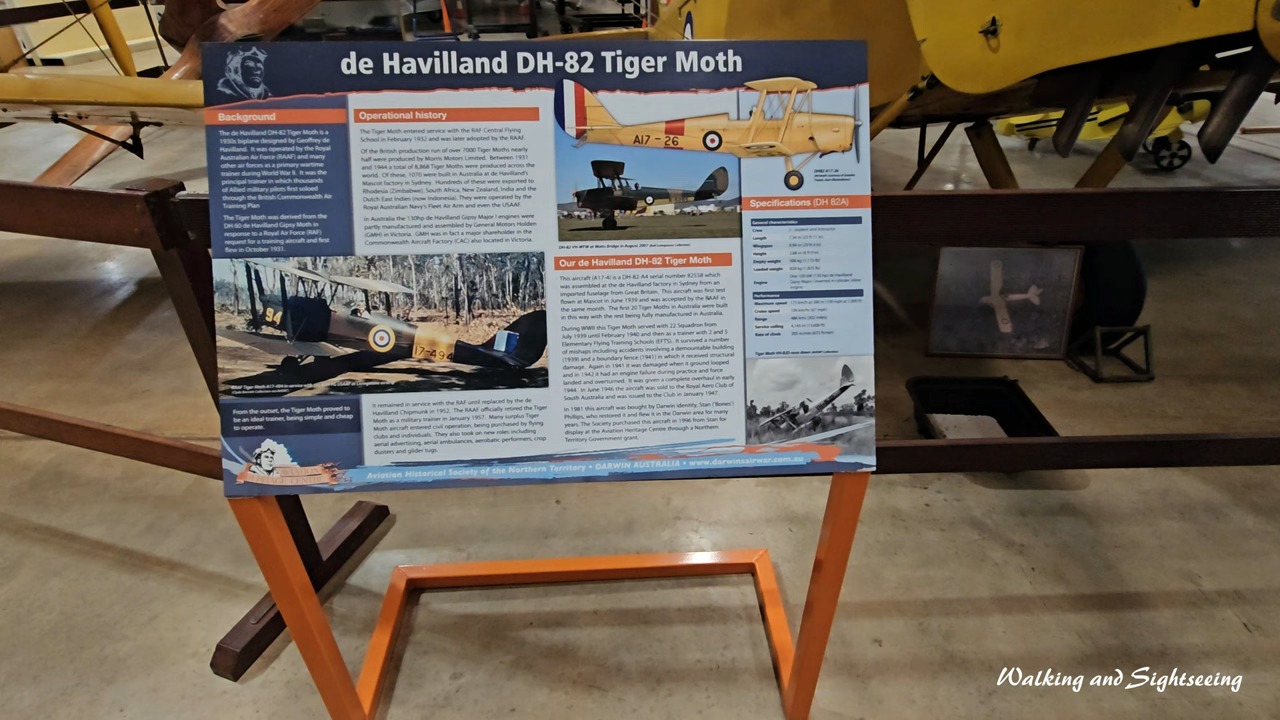 de Havilland DH-82 Tiger Moth
Background
The de Havilland DH-82 Tiger Moth is a
1930s biplane designed by Geoffrey de
Havilland. It was operated by the Royal
Australian Air Force (RAAF) and many
other air forces as a primary wartime
trainer during World War II. It was the
principal trainer in which thousands
of Allied military pilots first soloed
through the British Commonwealth Air
Training Plan
The Tiger Moth was derived from the
DH-60 de Havilland Gipsy Moth in
response to a Royal Air Force (RAF)
request for a training aircraft and first
flew in October 1931.
Operational history
The Tiger Moth entered service with the RAF Central Flying
School in February 1932 and was later adopted by the RAAF.
Of the British production run of over 7000 Tiger Moths nearly
half were produced by Morris Motors Limited. Between 1931
and 1944 a total of 8,868 Tiger Moths were produced across the
world. Of these, 1070 were built in Australia at de Havilland's
Mascot factory in Sydney. Hundreds of these were exported to
Rhodesia (Zimbabwe), South Africa, New Zealand, India and the
Dutch East Indies (now Indonesia). They were operated by the
Royal Australian Navy's Fleet Air Arm and even the USAAF.
In Australia the 130hp de Havilland Gipsy Major I engines were
partly manufactured and assembled by General Motors Holden
(GMH) in Victoria. GMH was in fact a major shareholder in the
Commonwealth Aircraft Factory (CAC) also located in Victoria.
94
17-494
From the outset, the Tiger Moth proved to
be an ideal trainer, being simple and cheap
to operate.
It remained in service with the RAF until replaced by the de
Havilland Chipmunk in 1952. The RAAF officially retired the Tiger
Moth as a military trainer in January 1957. Many surplus Tiger
Moth aircraft entered civil operation, being purchased by flying
clubs and individuals. They also took on new roles including
aerial advertising, aerial ambulances, aerobatic performers, crop
dusters and glider tugs.
A17-26
Our de Havilland DH-82 Tiger Moth
This aircraft (A17-4) is a DH-82-A4 serial number 82538 which
was assembled at the de Havilland factory in Sydney from an
imported fuselage from Great Britain. This aircraft was first test
flown at Mascot in June 1939 and was accepted by the RAAF in
the same month. The first 20 Tiger Moths in Australia were built
in this way with the rest being fully manufactured in Australia.
During WWII this Tiger Moth served with 22 Squadron from
July 1939 until February 1940 and then as a trainer with 2 and 5
Elementary Flying Training Schools (EFTS). It survived a number
of mishaps including accidents involving a demountable building
(1939) and a boundary fence (1941) in which it received structural
damage. Again in 1941 it was damaged when it ground looped
and in 1942 it had an engine failure during practice and force
landed and overturned. It was given a complete overhaul in early
1944. In June 1946 the aircraft was sold to the Royal Aero Club of
South Australia and was issued to the Club in January 1947.
In 1981 this aircraft was bought by Darwin identity, Stan ('Bones')
Phillips, who restored it and flew it in the Darwin area for many
years. The Society purchased this aircraft in 1996 from Stan for
display at the Aviation Heritage Centre through a Northern
Territory Government grant.
Specifications (DH 82A)
General characteristics
Crew
Length
Wingspan
Height
Empty weight
Loaded weight
Engine
Performance
Maximum speed
Cruise speed
Range
Service ceiling
Rate of climb
Aviation Historical Society of the Northern Territory • DARWIN AUSTRALIA • www.darwinsairwar.com.au
Walking and Sightseeing